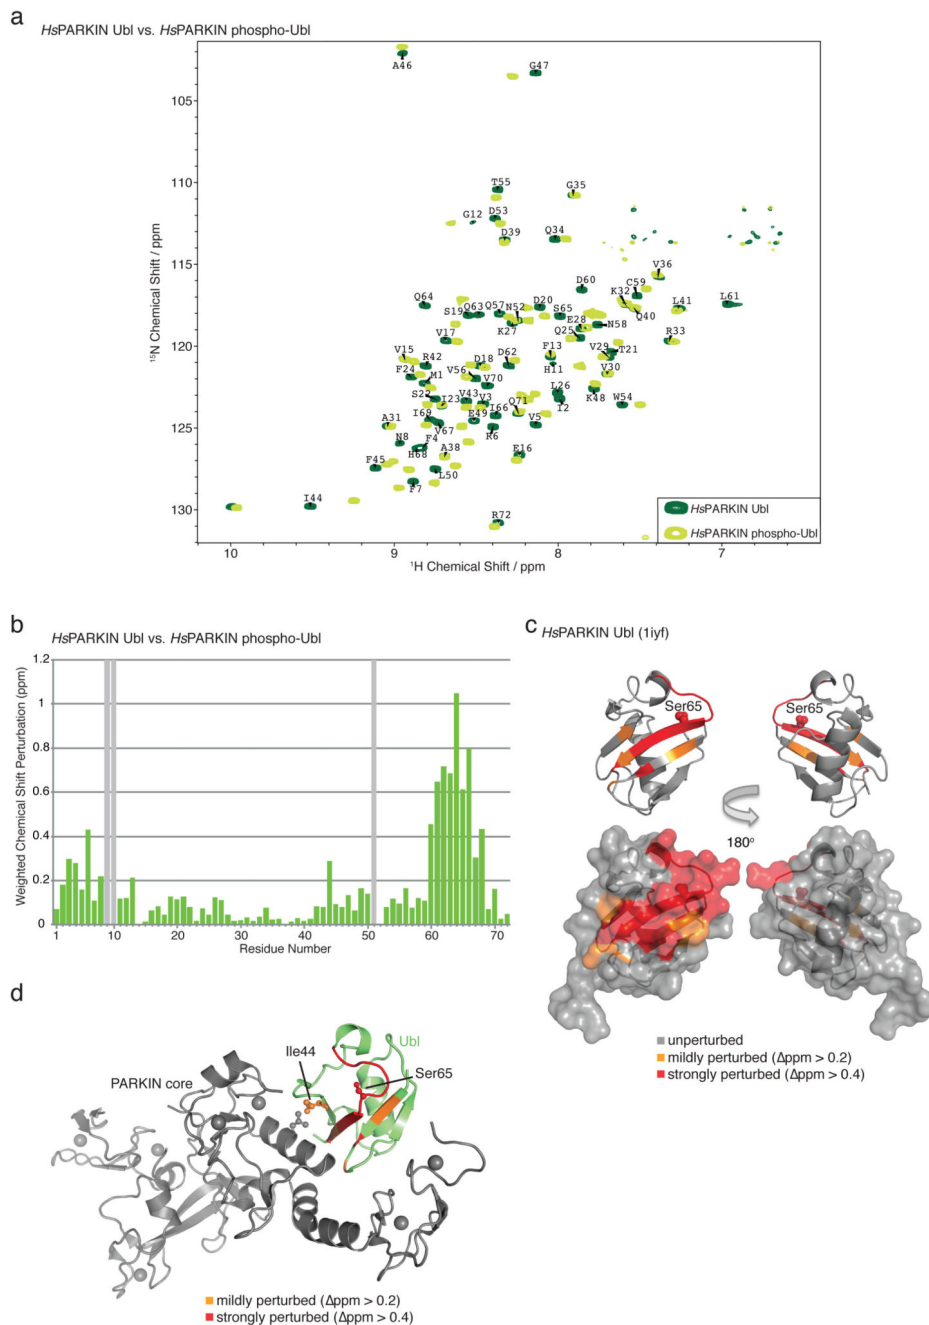 a
HsPARKIN Ubl vs. HsPARKIN phospho-Ubl
A46
G47
105
110
T55
G35
G12
D53
D39
Q34
115
V36
D60
C59
K32
Q64
S19
Q63
Q57
N52
D20
S65
L41
L61
K27
E28
N58
Q40
Q25
R33
V17
120
V15
R42
D18
D62
F13
V29
T21
F24
M1
V56
V70
H11
V30
S22
I23
V43
V3
Q71
L26
I2
K48
W54
A31
I69
E49
I66
V5
125
V67
R6
N8
F4
H68
A38
E16
F45
L50
F7
I44
R72
130
15N Chemical Shift / ppm
HsPARKIN Ubl
HsPARKIN phospho-Ubl
10
9
8
7
1H Chemical Shift / ppm
b
HsPARKIN Ubl vs. HsPARKIN phospho-Ubl
Weighted Chemical Shift Perturbation (ppm)
1.2
1
0.8
0.6
0.4
0.2
0
1 10 20 30 40 50 60 70
Residue Number
c
HsPARKIN Ubl (1iyf)
Ser65
Ser65
180°
unperturbed
mildly perturbed (Δppm > 0.2)
strongly perturbed (Δppm > 0.4)
d
Ubl
Ile44
Ser65
PARKIN core
mildly perturbed (Δppm > 0.2)
strongly perturbed (Δppm > 0.4)